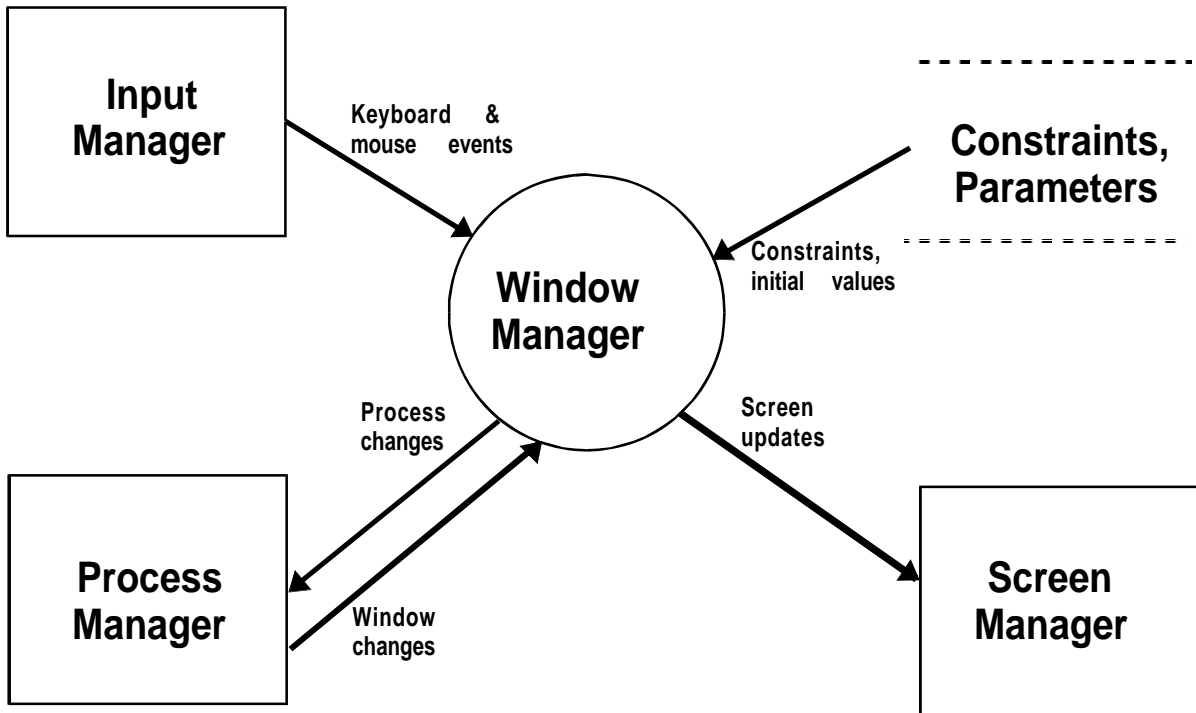 Input
Manager
Keyboard &
mouse events
Constraints,
Parameters
Constraints,
initial values
Window
Manager
Process
changes
Screen
updates
Process
Manager
Window
changes
Screen
Manager